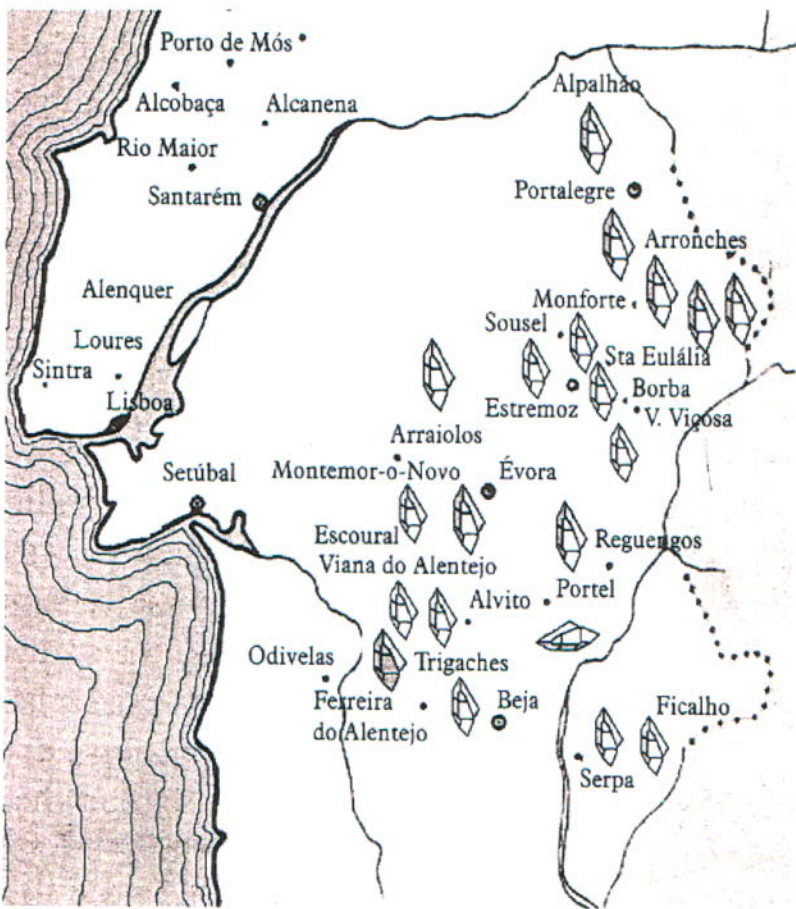 Porto de Mós
Alpalhão
Alcobaça
Alcanena
Rio Maior
Santarém
Portalegre
Arronches
Alenquer
Monforte
Sousel
Loures
Sta Eulália
Sintra
Borba
Estremoz
Lisboa
V. Viçosa
Arraiolos
Setúbal
Montemor-o-Novo
Évora
Escoural
Reguengos
Viana do Alentejo
Portel
Alvito
Odivelas
Trigaches
Ferreira
do Alentejo
Beja
Ficalho
Serpa